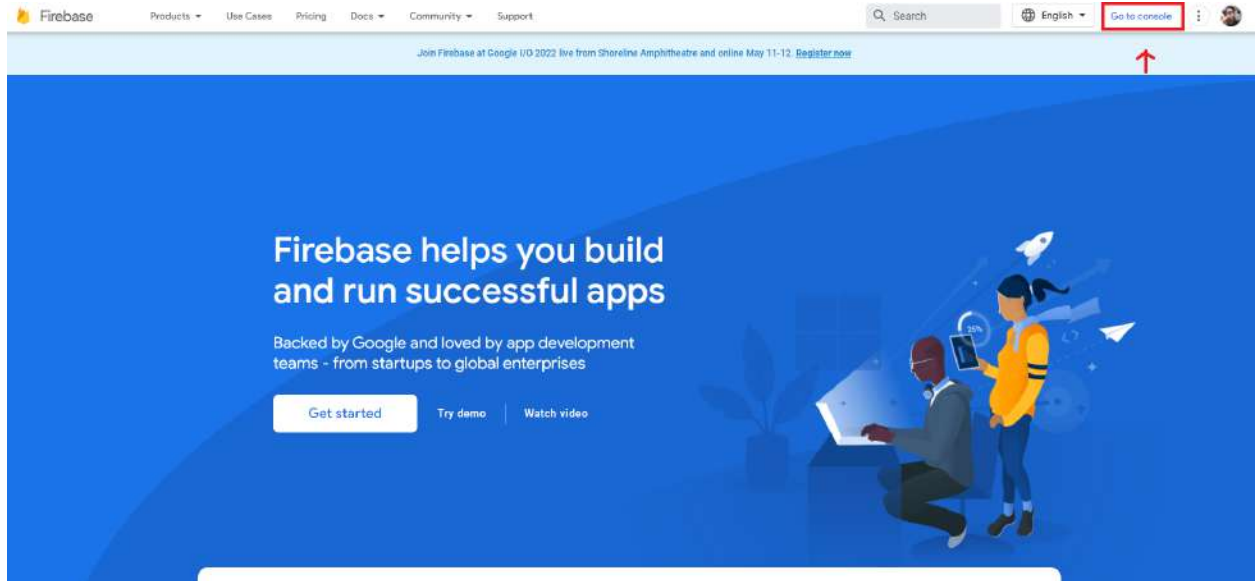 Firebase Products Use Cases Pricing Docs Community Support Search English Go to console
Join Firebase at Google I/O 2022 live from Shoreline Amphitheatre and online May 11-12. Register now
Firebase helps you build
and run successful apps
Backed by Google and loved by app development
teams - from startups to global enterprises
Get started Try demo Watch video
25%